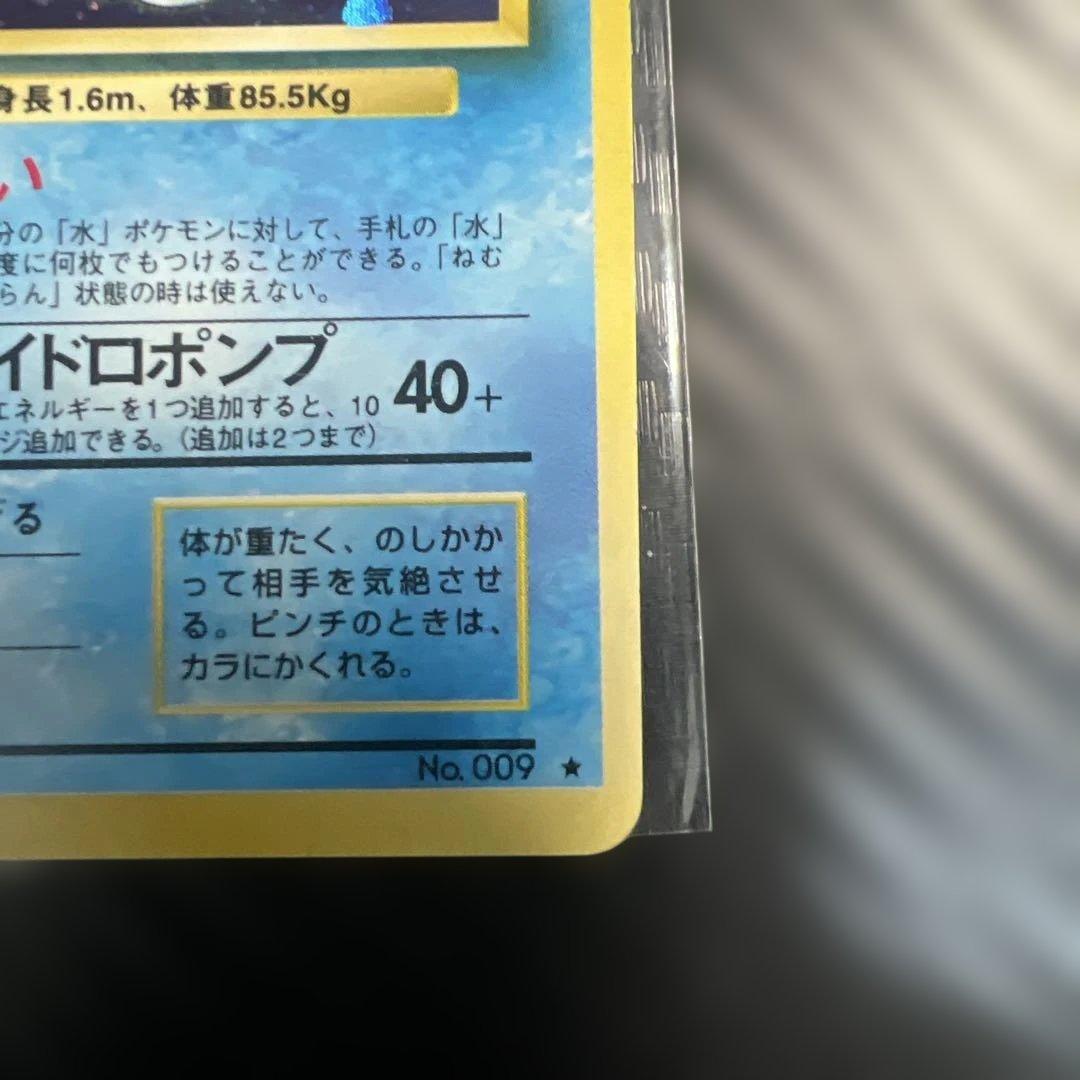 身長1.6m、体重85.5Kg
い
分の「水」ポケモンに対して、手札の「水」
度に何枚でもつけることができる。「ねむ
らん」状態の時は使えない。
イドロポンプ 40+
エネルギーを1つ追加すると、10
ジ追加できる。(追加は2つまで)
げる
体が重たく、のしかか
って相手を気絶させ
る。ピンチのときは、
カラにかくれる。
No. 009 ★